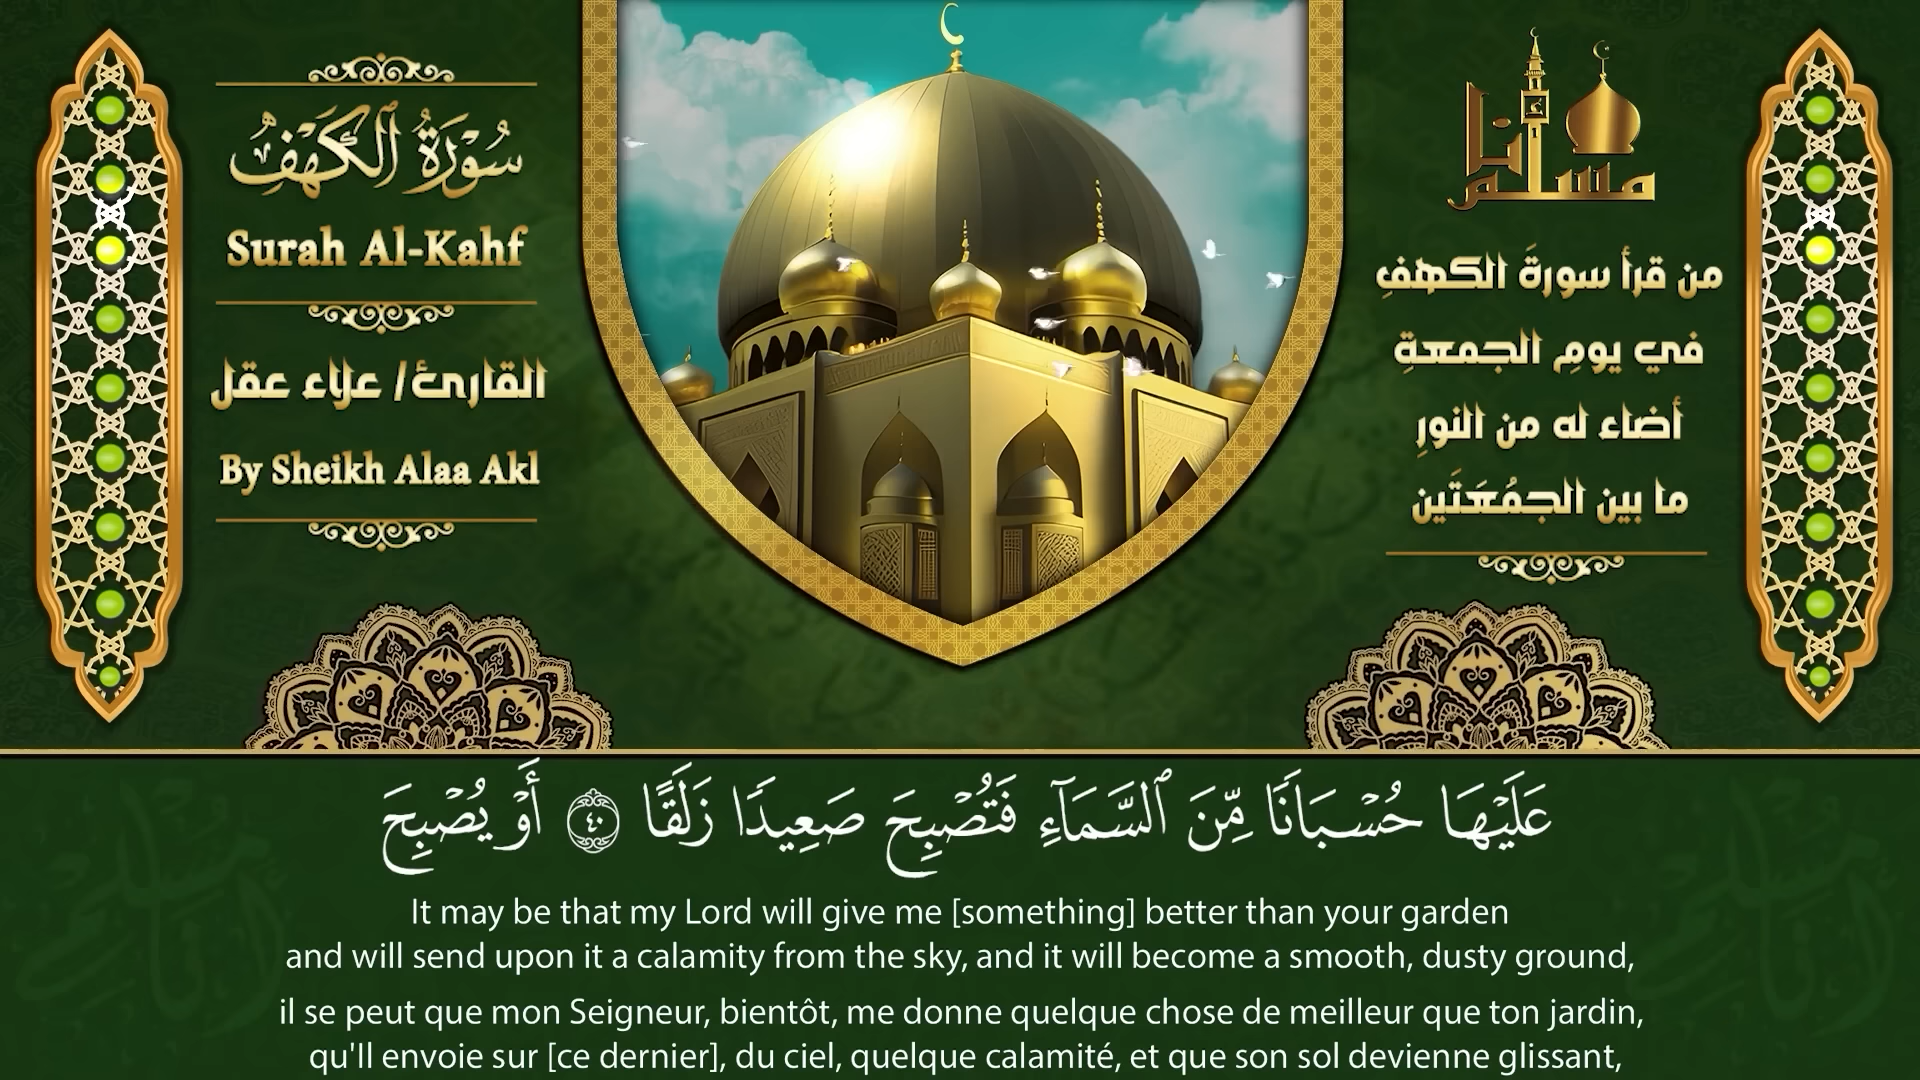 سُورَةُ ٱلْكَهْفِ
Surah Al-Kahf
القارئ/ علاء عقل
By Sheikh Alaa Akl
أنا مسلم
من قرأ سورةَ الكهفِ
في يومِ الجمعةِ
أضاء له من النورِ
ما بين الجمُعَتَين
عَلَيْهَا حُسْبَانًا مِّنَ ٱلسَّمَآءِ فَتُصْبِحَ صَعِيدًا زَلَقًا ٤٠ أَوْ يُصْبِحَ
It may be that my Lord will give me [something] better than your garden
and will send upon it a calamity from the sky, and it will become a smooth, dusty ground,
il se peut que mon Seigneur, bientôt, me donne quelque chose de meilleur que ton jardin,
qu'll envoie sur [ce dernier], du ciel, quelque calamité, et que son sol devienne glissant,